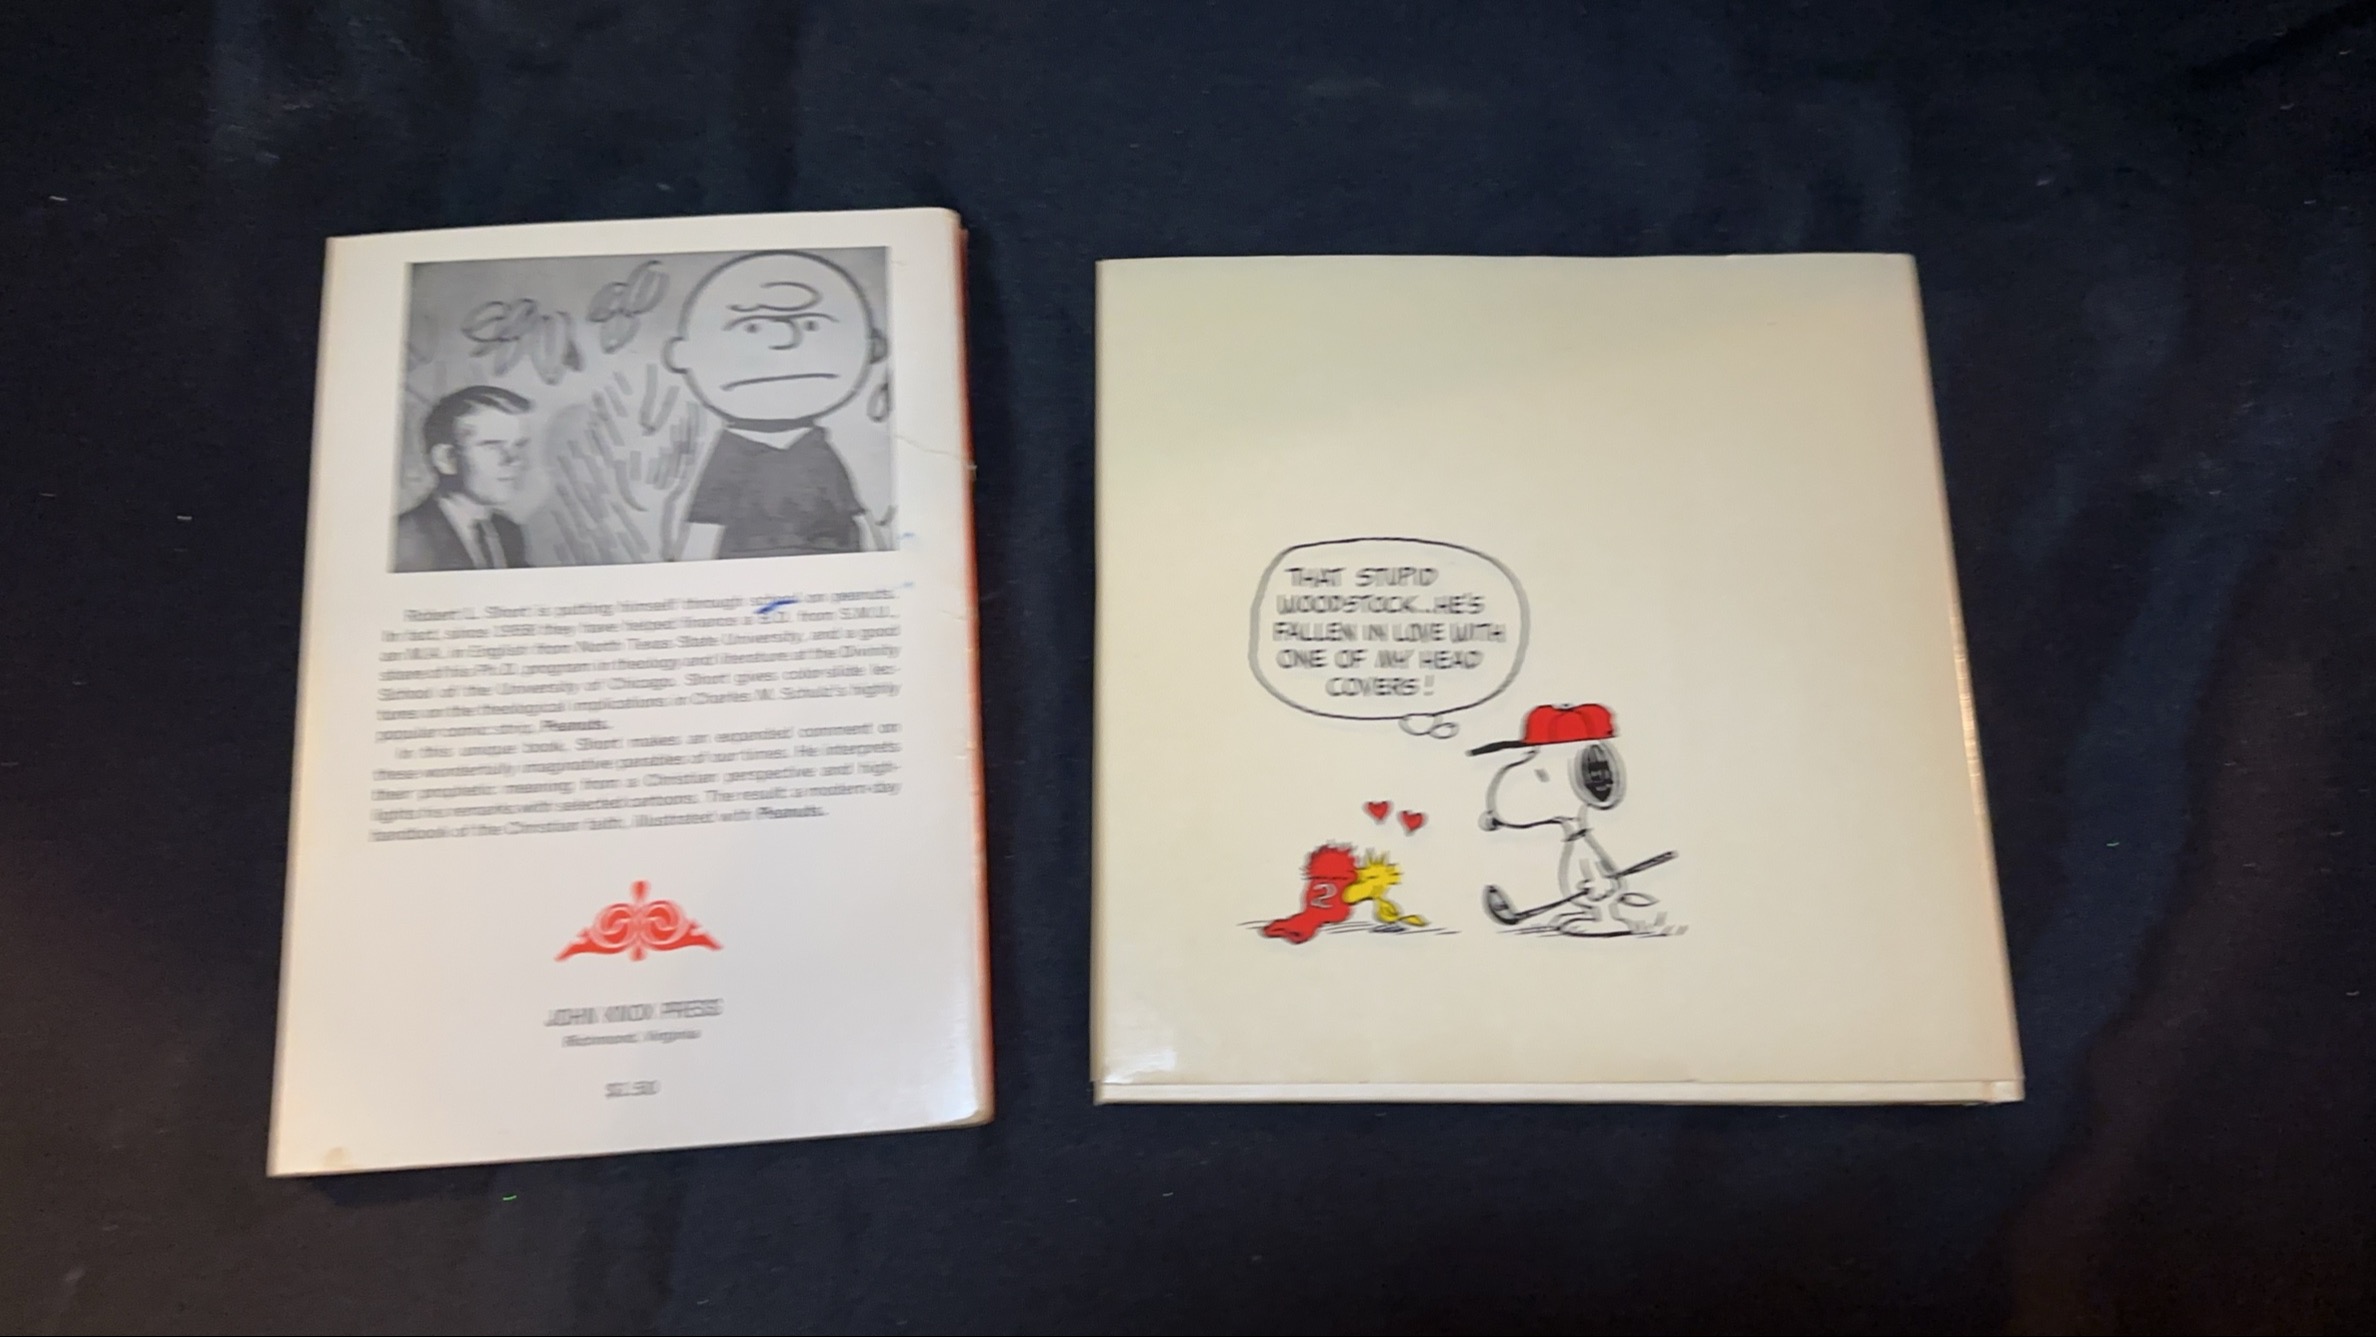 Robert L. Short is putting himself through school on peanuts.
In fact, since 1958 they have helped finance a B.D. from S.M.U.,
an M.A. in English from North Texas State University, and a good
share of his Ph.D. program in theology and literature at the Divinity
School of the University of Chicago. Short gives color-slide lec-
tures on the theological implications in Charles M. Schulz's highly
popular comic strip, Peanuts.
In this unique book, Short makes an expanded comment on
these wonderfully imaginative parables of our times. He interprets
their prophetic meaning from a Christian perspective and high-
lights his remarks with selected cartoons. The result: a modern-day
handbook of the Christian faith, illustrated with Peanuts.
JOHN KNOX PRESS
Richmond, Virginia
$1.50
THAT STUPID
WOODSTOCK...HE'S
FALLEN IN LOVE WITH
ONE OF MY HEAD
COVERS!!
2